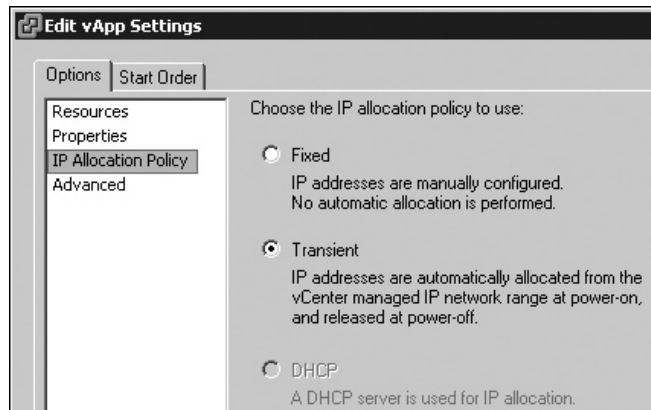 Edit vApp Settings
Options
Start Order
Resources
Properties
IP Allocation Policy
Advanced
Choose the IP allocation policy to use:
Fixed
IP addresses are manually configured.
No automatic allocation is performed.
Transient
IP addresses are automatically allocated from the
vCenter managed IP network range at power-on,
and released at power-off.
DHCP
A DHCP server is used for IP allocation.